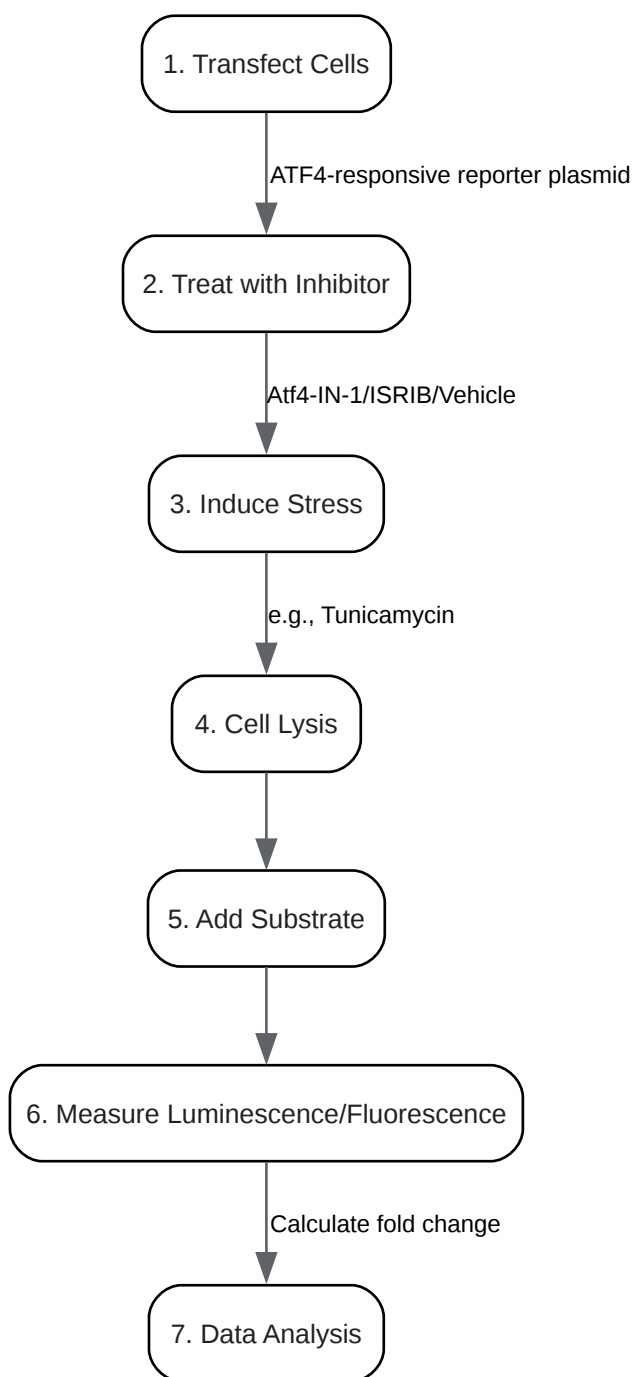 1. Transfect Cells
ATF4-responsive reporter plasmid
2. Treat with Inhibitor
Atf4-IN-1/ISRIB/Vehicle
3. Induce Stress
e.g., Tunicamycin
4. Cell Lysis
5. Add Substrate
6. Measure Luminescence/Fluorescence
Calculate fold change
7. Data Analysis